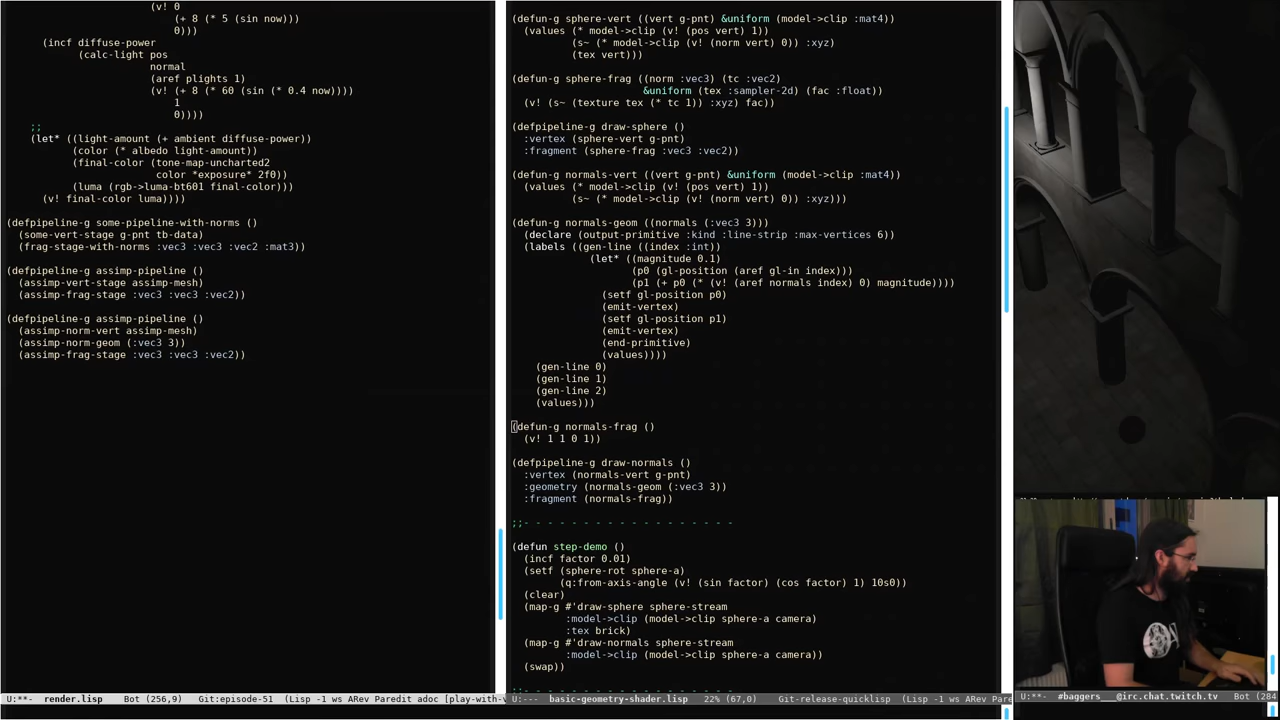 (v! 0
(+ 8 (* 5 (sin now)))
0)))
(incf diffuse-power
(calc-light pos
normal
(aref plights 1)
(v! (+ 8 (* 60 (sin (* 0.4 now))))
1
0))))
;;
(let* ((light-amount (+ ambient diffuse-power))
(color (* albedo light-amount))
(final-color (tone-map-uncharted2
color *exposure* 2f0))
(luma (rgb->luma-bt601 final-color)))
(v! final-color luma))))
(defpipeline-g some-pipeline-with-norms ()
(some-vert-stage g-pnt tb-data)
(frag-stage-with-norms :vec3 :vec3 :vec2 :mat3))
(defpipeline-g assimp-pipeline ()
(assimp-vert-stage assimp-mesh)
(assimp-frag-stage :vec3 :vec3 :vec2))
(defpipeline-g assimp-pipeline ()
(assimp-norm-vert assimp-mesh)
(assimp-norm-geom (:vec3 3))
(assimp-frag-stage :vec3 :vec3 :vec2))
U:**- render.lisp Bot (256,9) Git:episode-51 (Lisp -1 ws ARev Paredit adoc [play-with-v
(defun-g sphere-vert ((vert g-pnt) &uniform (model->clip :mat4))
(values (* model->clip (v! (pos vert) 1))
(s~ (* model->clip (v! (norm vert) 0)) :xyz)
(tex vert)))
(defun-g sphere-frag ((norm :vec3) (tc :vec2)
&uniform (tex :sampler-2d) (fac :float))
(v! (s~ (texture tex (* tc 1)) :xyz) fac))
(defpipeline-g draw-sphere ()
:vertex (sphere-vert g-pnt)
:fragment (sphere-frag :vec3 :vec2))
(defun-g normals-vert ((vert g-pnt) &uniform (model->clip :mat4))
(values (* model->clip (v! (pos vert) 1))
(s~ (* model->clip (v! (norm vert) 0)) :xyz)))
(defun-g normals-geom ((normals (:vec3 3)))
(declare (output-primitive :kind :line-strip :max-vertices 6))
(labels ((gen-line ((index :int))
(let* ((magnitude 0.1)
(p0 (gl-position (aref gl-in index)))
(p1 (+ p0 (* (v! (aref normals index) 0) magnitude))))
(setf gl-position p0)
(emit-vertex)
(setf gl-position p1)
(emit-vertex)
(end-primitive)
(values))))
(gen-line 0)
(gen-line 1)
(gen-line 2)
(values)))
(defun-g normals-frag ()
(v! 1 1 0 1))
(defpipeline-g draw-normals ()
:vertex (normals-vert g-pnt)
:geometry (normals-geom (:vec3 3))
:fragment (normals-frag))
;;- - - - - - - - - - - - - - - - - -
(defun step-demo ()
(incf factor 0.01)
(setf (sphere-rot sphere-a)
(q:from-axis-angle (v! (sin factor) (cos factor) 1) 10s0))
(clear)
(map-g #'draw-sphere sphere-stream
:model->clip (model->clip sphere-a camera)
:tex brick)
(map-g #'draw-normals sphere-stream
:model->clip (model->clip sphere-a camera))
(swap))
U:--- basic-geometry-shader.lisp 22% (67,0) Git-release-quicklisp (Lisp -1 ws ARev Pare
U:**- #baggers___@irc.chat.twitch.tv Bot (284